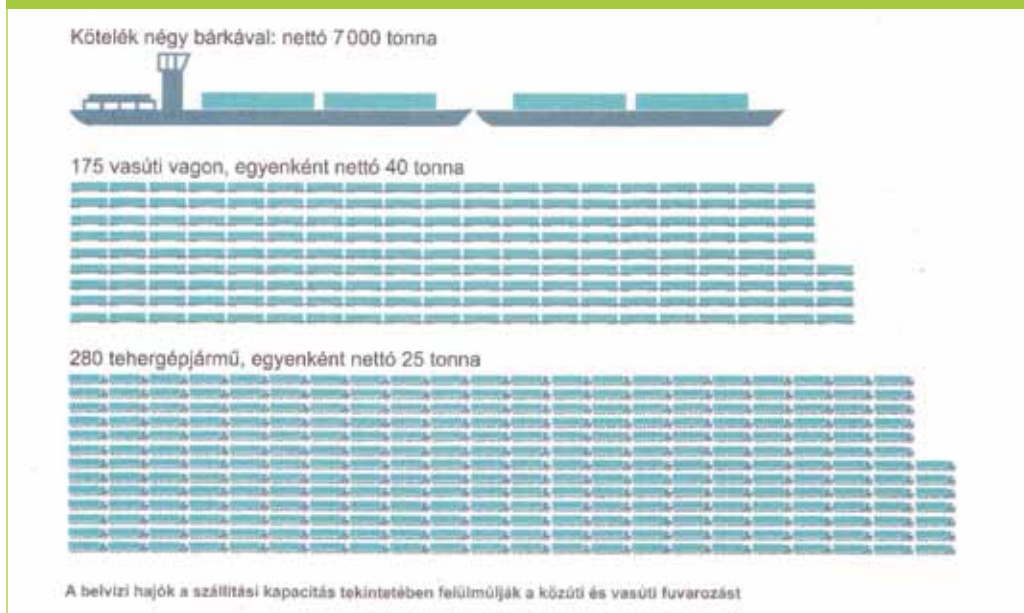 Kötelék négy bárkával: nettó 7 000 tonna
175 vasúti vagon, egyenként nettó 40 tonna
280 tehergépjármű, egyenként nettó 25 tonna
A belvízi hajók a szállítási kapacitás tekintetében felülmúlják a közúti és vasúti fuvarozást